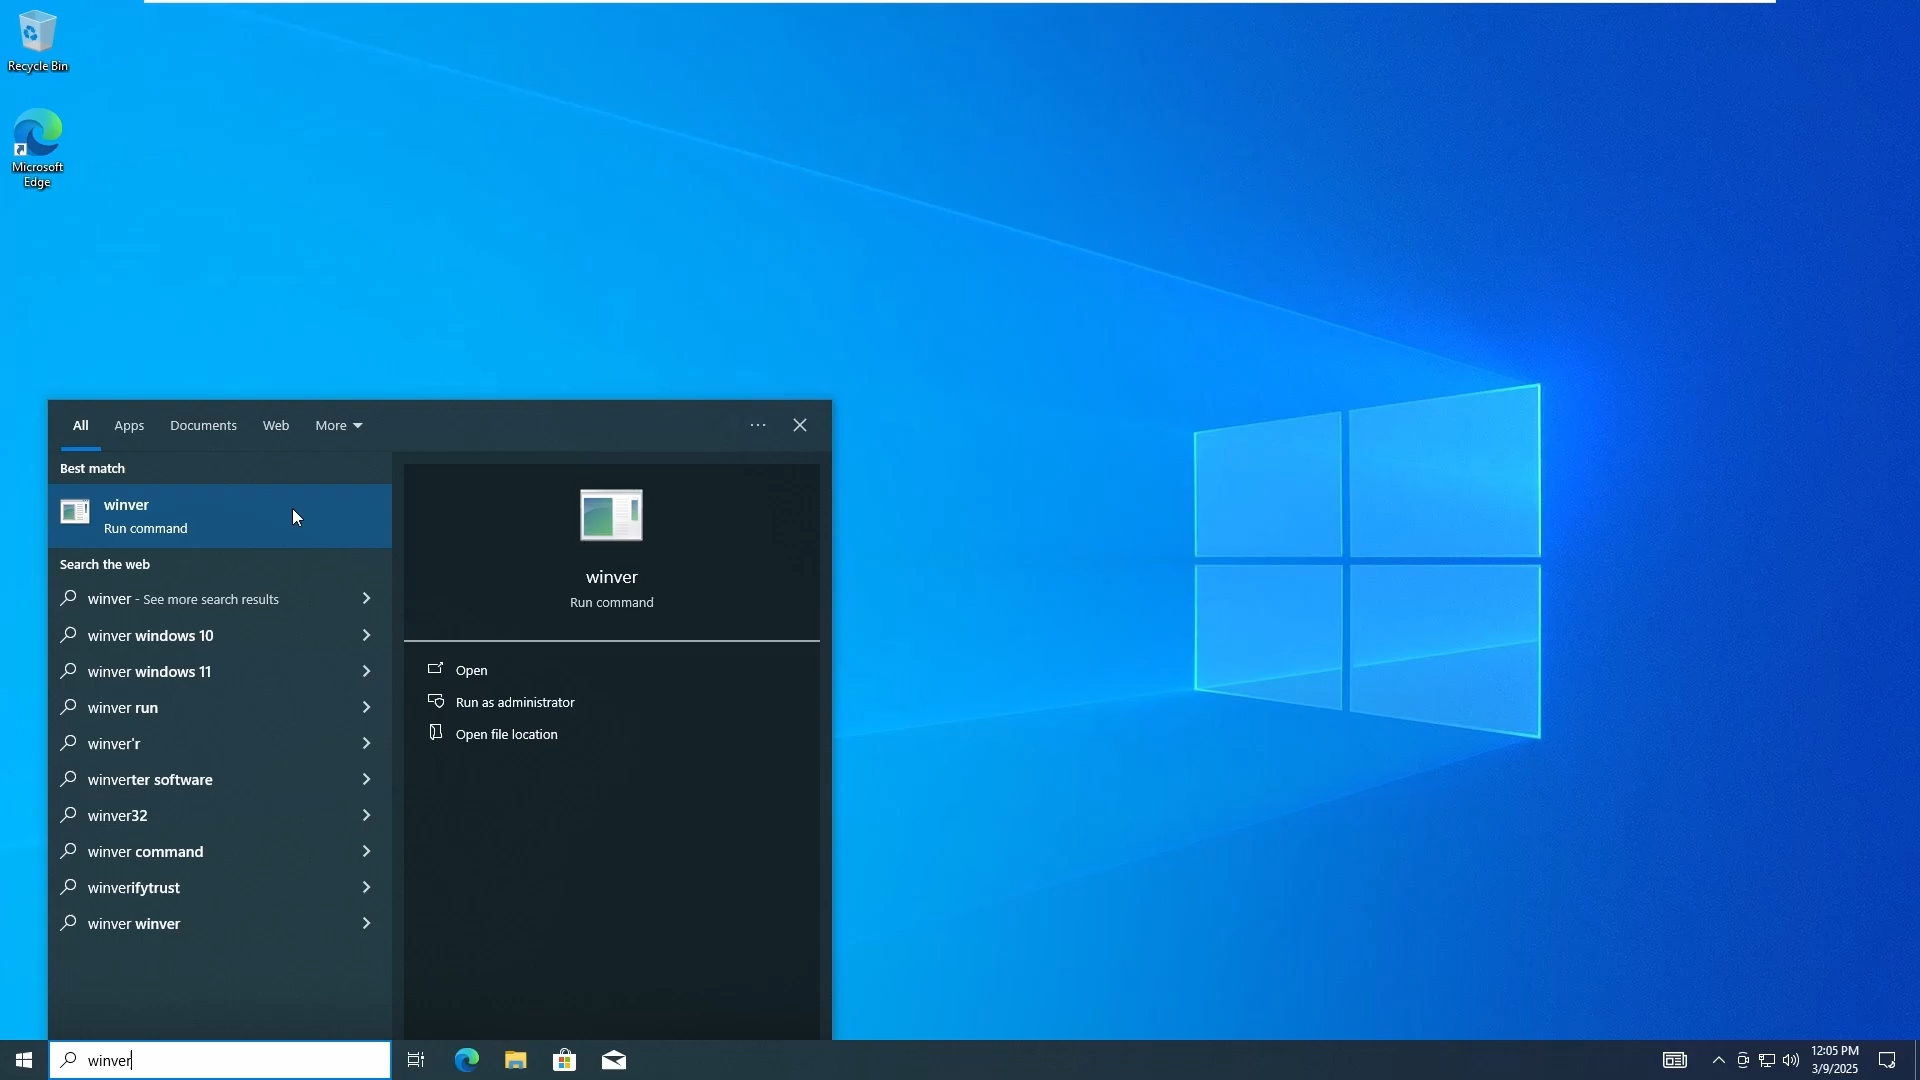 Recycle Bin
Microsoft
Edge
All Apps Documents Web More
Best match
winver
Run command
Search the web
winver - See more search results
winver windows 10
winver windows 11
winver run
winver'r
winverter software
winver32
winver command
winverifytrust
winver winver
winver
Run command
Open
Run as administrator
Open file location
winver
12:05 PM
3/9/2025